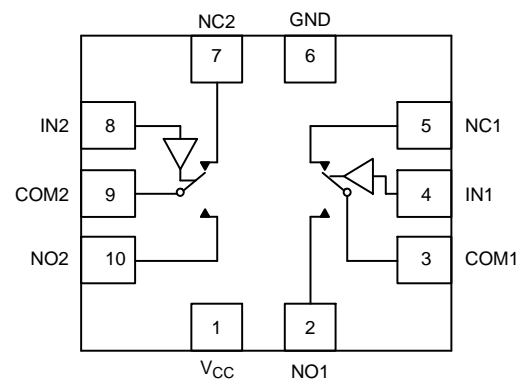 NC2 GND
7 6
IN2 8 5 NC1
COM2 9 4 IN1
NO2 10 3 COM1
1 2
VCC NO1